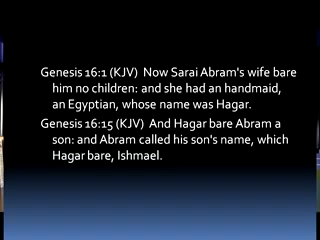 Genesis 16:1 (KJV)  Now Sarai Abram's wife bare
him no children: and she had an handmaid,
an Egyptian, whose name was Hagar.
Genesis 16:15 (KJV)  And Hagar bare Abram a
son: and Abram called his son's name, which
Hagar bare, Ishmael.